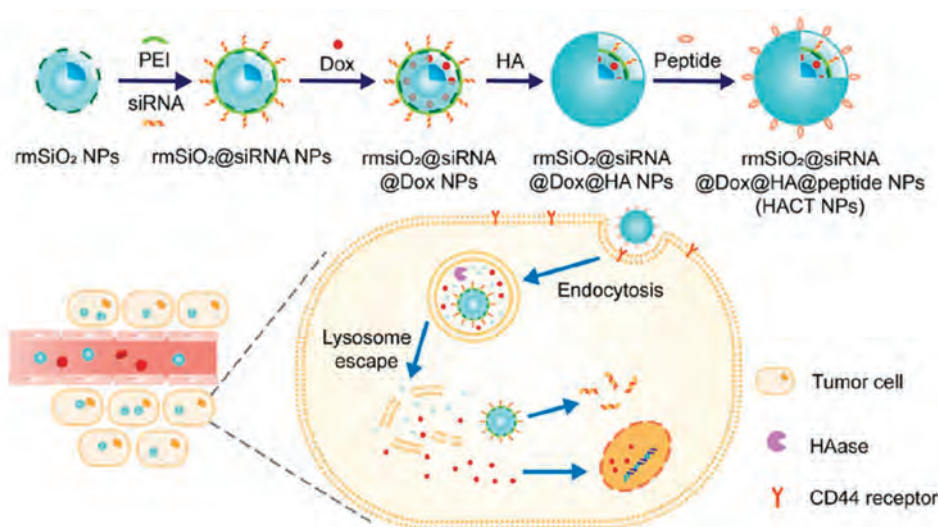 PEI
siRNA
Dox
HA
Peptide
rmSiO₂ NPs
rmSiO₂@siRNA NPs
rmsiO₂@siRNA
@Dox NPs
rmSiO₂@siRNA
@Dox@HA NPs
rmSiO₂@siRNA
@Dox@HA@peptide NPs
(HACT NPs)
Endocytosis
Lysosome
escape
Tumor cell
HAase
CD44 receptor